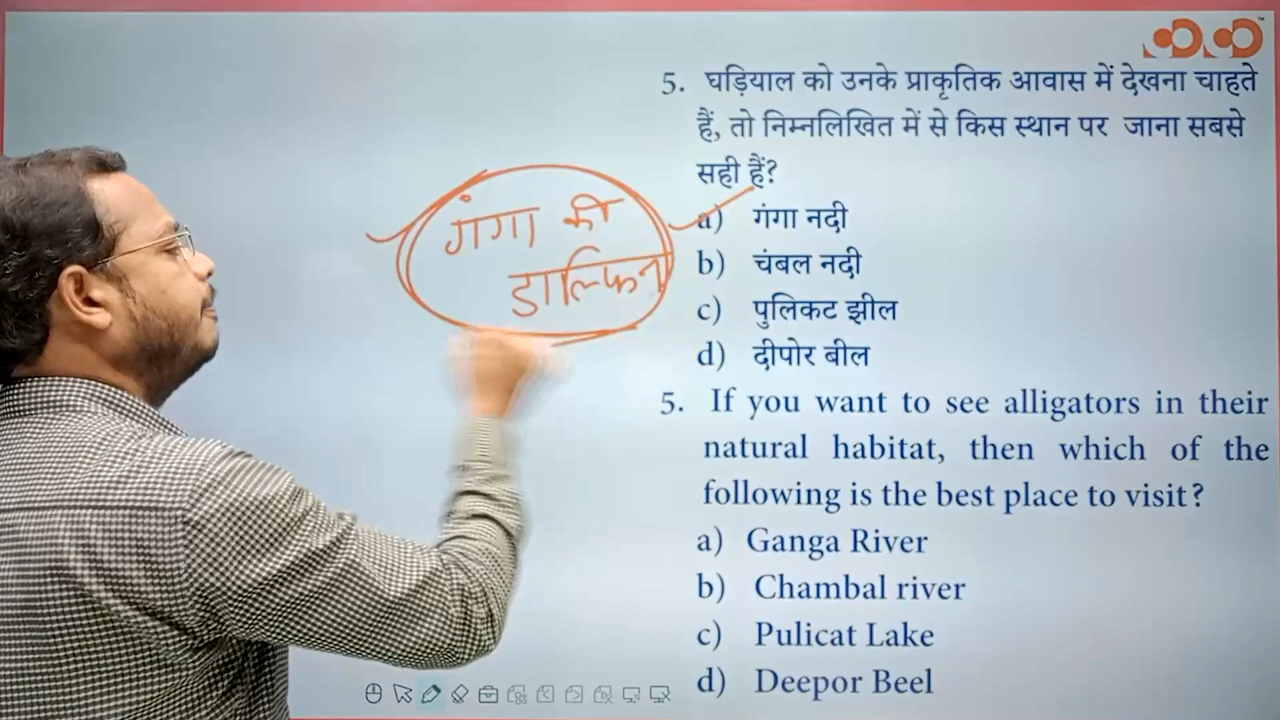 5. घड़ियाल को उनके प्राकृतिक आवास में देखना चाहते
हैं, तो निम्नलिखित में से किस स्थान पर जाना सबसे
सही हैं?
a) गंगा नदी
b) चंबल नदी
c) पुलिकट झील
d) दीपोर बील
गंगा की
डाल्फिन
5. If you want to see alligators in their
natural habitat, then which of the
following is the best place to visit?
a) Ganga River
b) Chambal river
c) Pulicat Lake
d) Deepor Beel